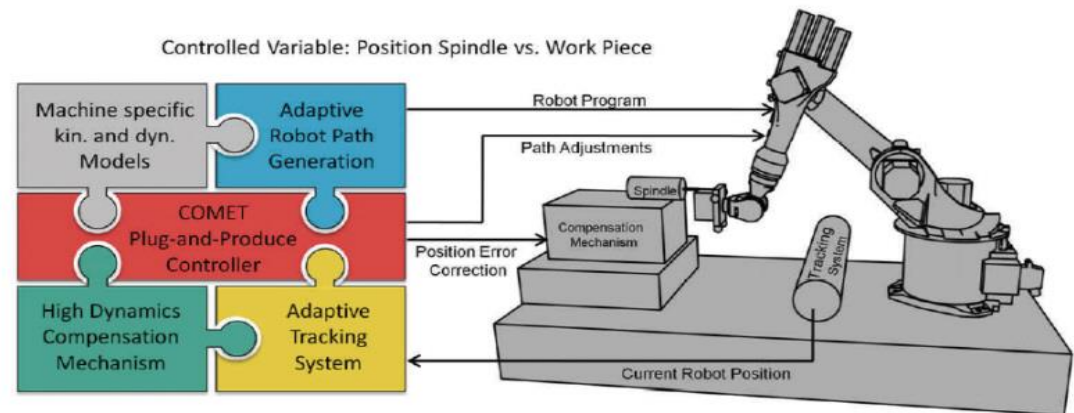 Controlled Variable: Position Spindle vs. Work Piece
Machine specific
kin. and dyn.
Models
Adaptive
Robot Path
Generation
COMET
Plug-and-Produce
Controller
High Dynamics
Compensation
Mechanism
Adaptive
Tracking
System
Robot Program
Path Adjustments
Position Error
Correction
Spindle
Compensation
Mechanism
Tracking
System
Current Robot Position